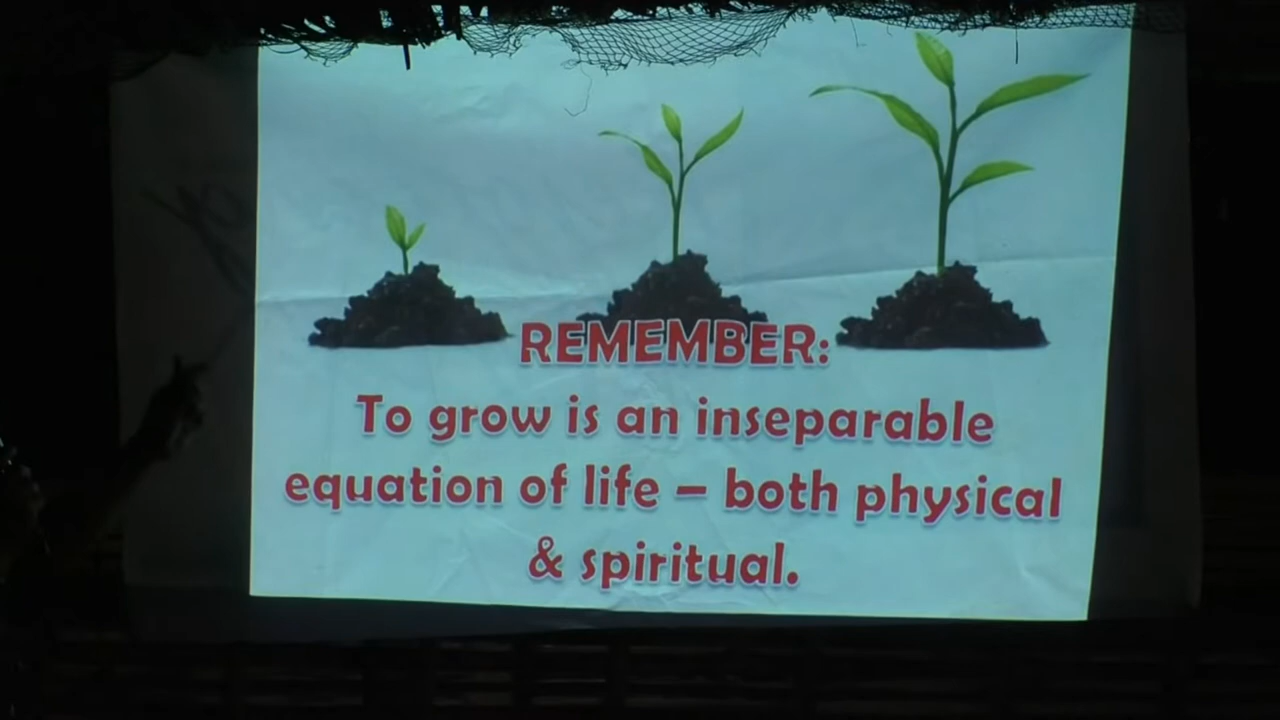 REMEMBER:
To grow is an inseparable
equation of life – both physical
& spiritual.